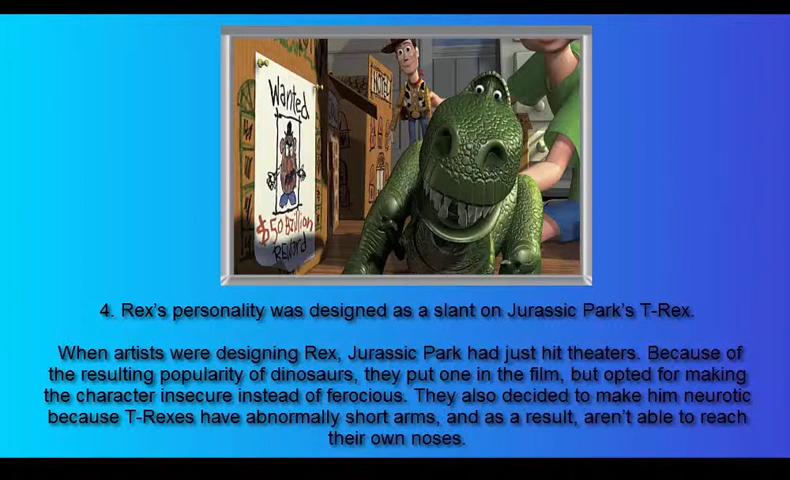 Wanted
HOTEL
$50 Bazillion
REWARD
4. Rex's personality was designed as a slant on Jurassic Park's T-Rex.
When artists were designing Rex, Jurassic Park had just hit theaters. Because of
the resulting popularity of dinosaurs, they put one in the film, but opted for making
the character insecure instead of ferocious. They also decided to make him neurotic
because T-Rexes have abnormally short arms, and as a result, aren't able to reach
their own noses.